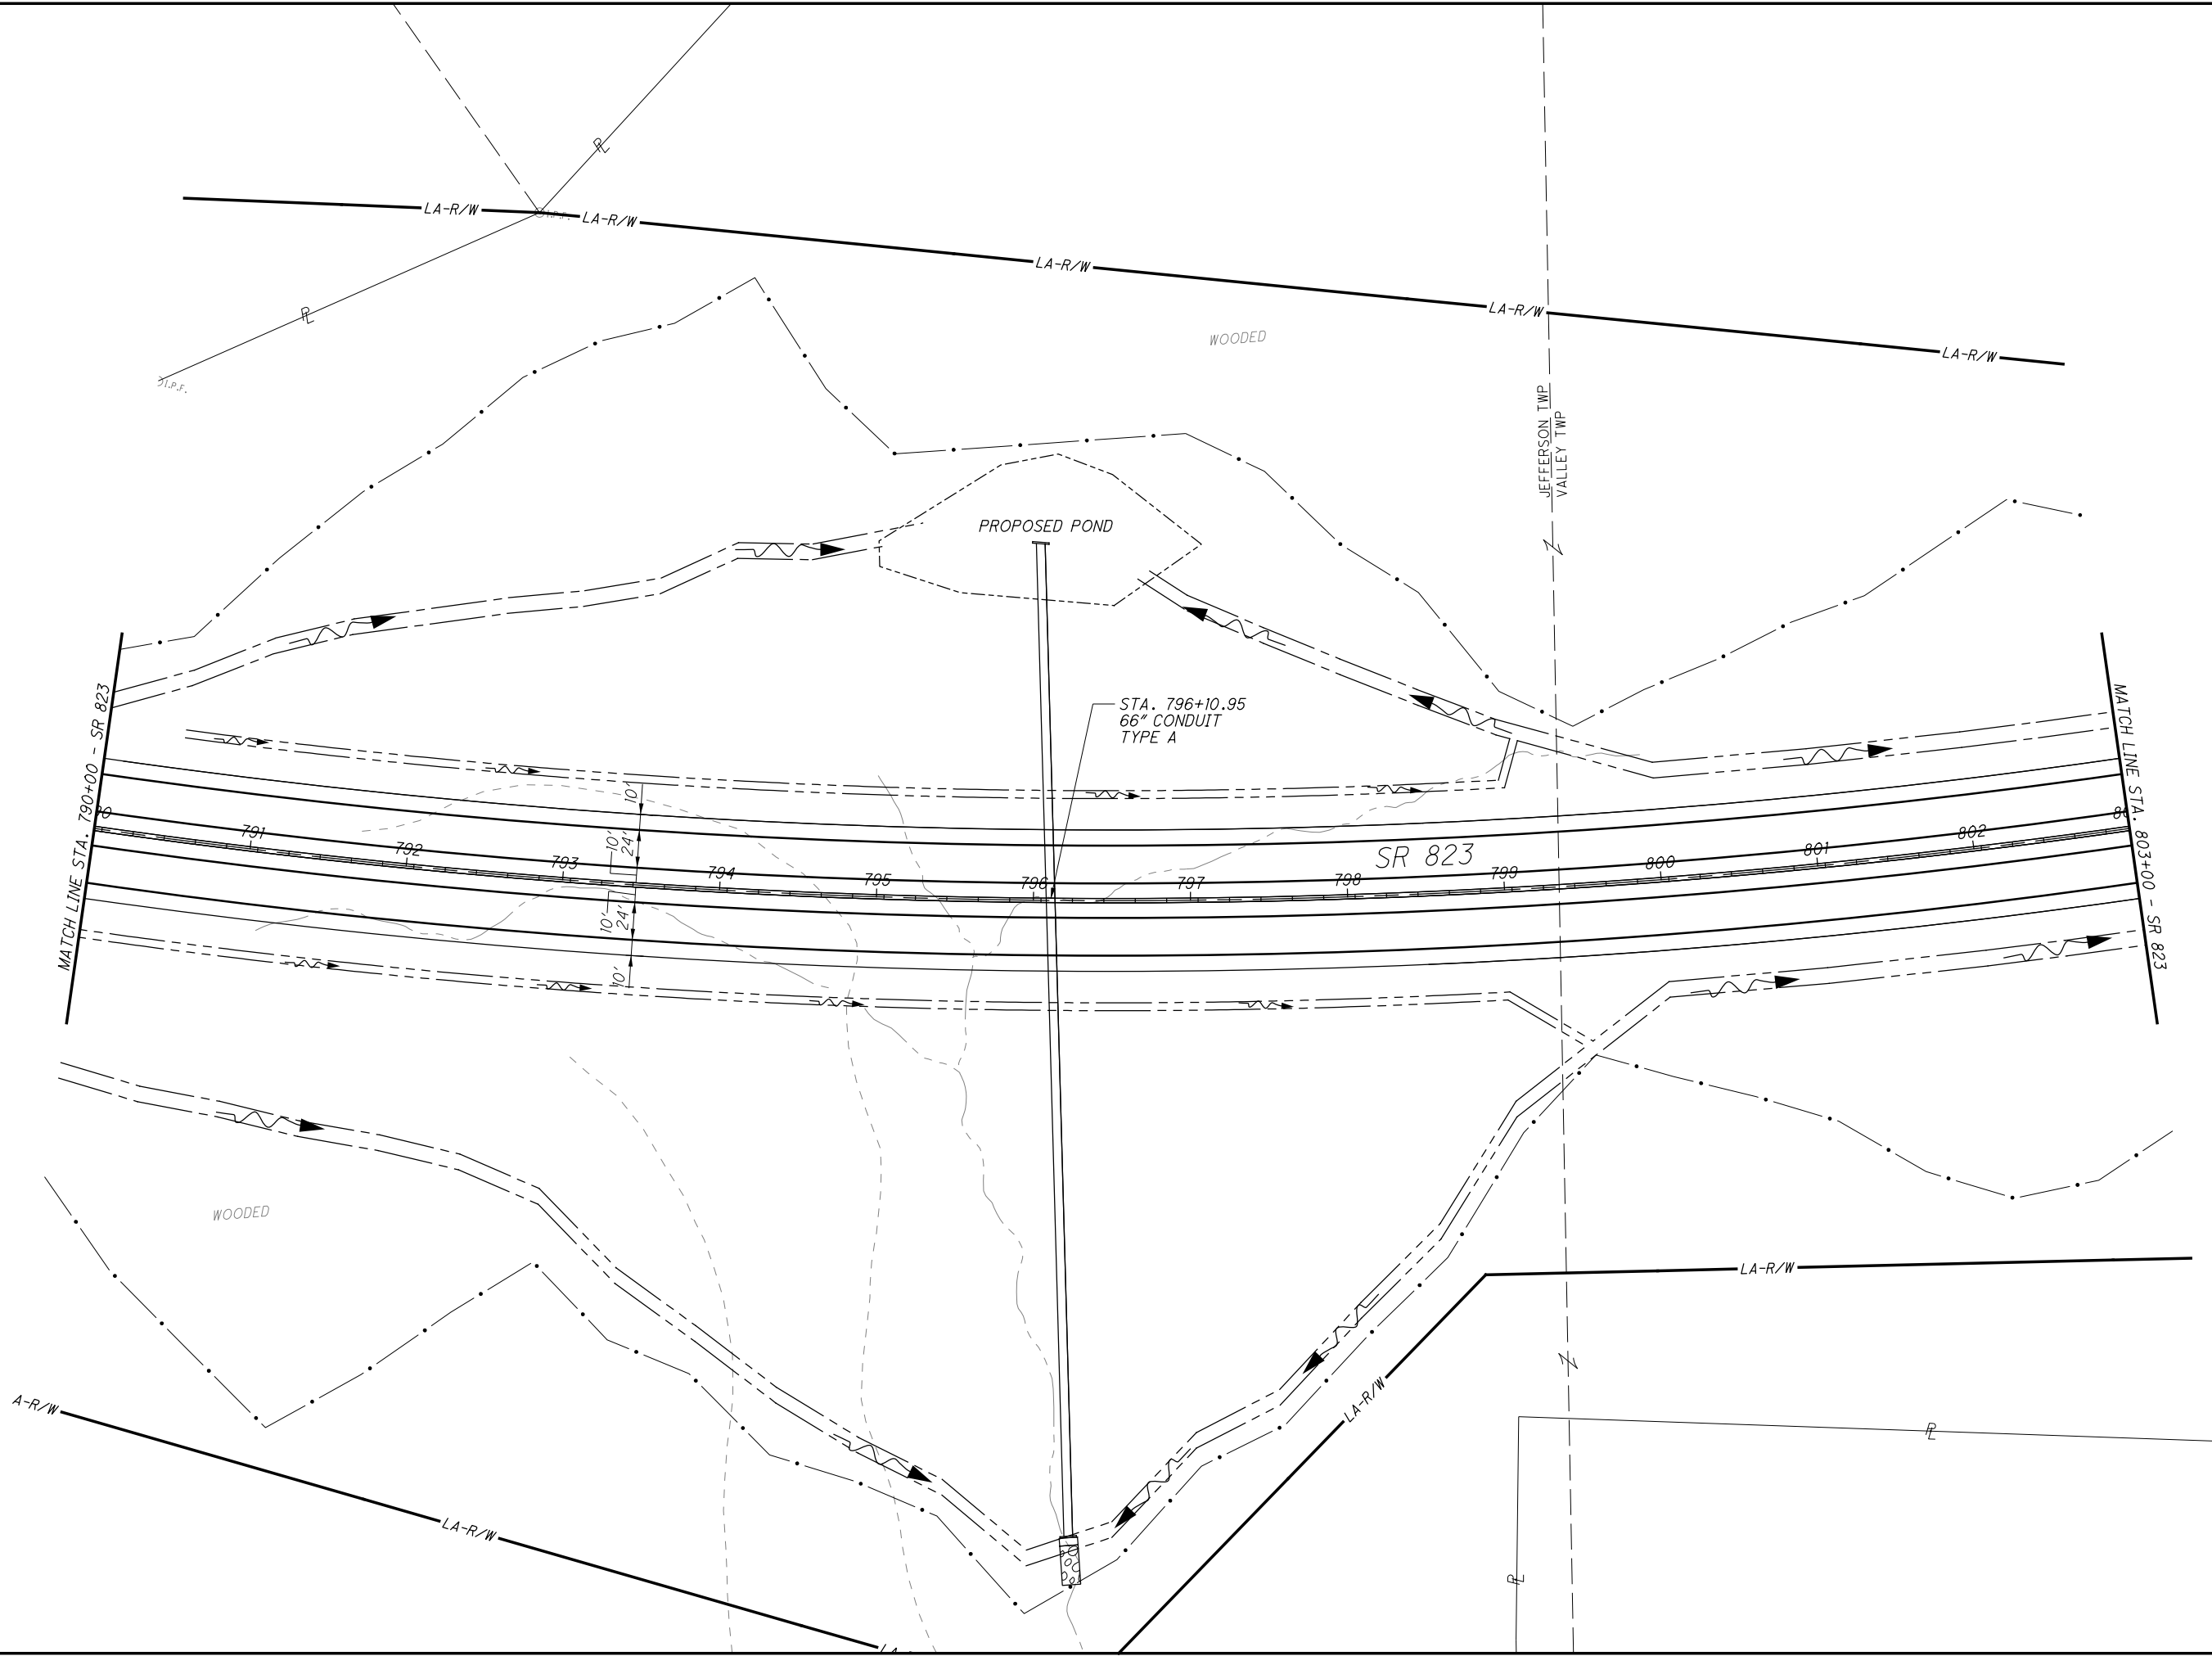 ℄
LA-R/W
LA-R/W
I.P.F.
LA-R/W
LA-R/W
LA-R/W
℄
I.P.F.
WOODED
JEFFERSON TWP
VALLEY TWP
PROPOSED POND
STA. 796+10.95
66" CONDUIT
TYPE A
MATCH LINE STA. 790+00 - SR 823
MATCH LINE STA. 803+00 - SR 823
10'
24'
10'
791
792
793
794
795
796
797
798
799
800
801
802
SR 823
10'
24'
10'
WOODED
LA-R/W
A-R/W
LA-R/W
LA-R/W